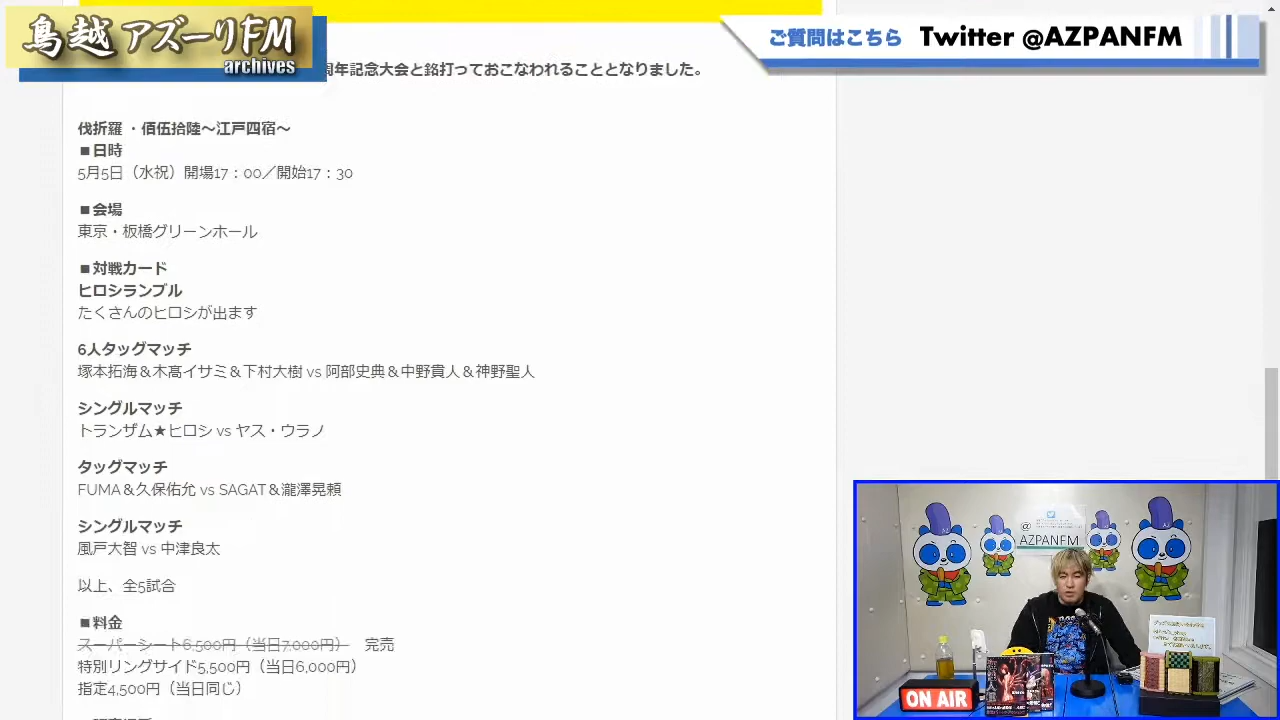 鳥越アズーリFM
archives
ご質問はこちら Twitter @AZPANFM
周年記念大会と銘打っておこなわれることとなりました。
伐折羅 ・佰伍拾陸〜江戸四宿〜
■日時
5月5日（水祝）開場17：00／開始17：30
■会場
東京・板橋グリーンホール
■対戦カード
ヒロシランブル
たくさんのヒロシが出ます
6人タッグマッチ
塚本拓海＆木髙イサミ＆下村大樹 vs 阿部史典＆中野貴人＆神野聖人
シングルマッチ
トランザム★ヒロシ vs ヤス・ウラノ
タッグマッチ
FUMA＆久保佑允 vs SAGAT＆瀧澤晃頼
シングルマッチ
風戸大智 vs 中津良太
以上、全5試合
■料金
スーパーシート6,500円（当日7,000円） 完売
特別リングサイド5,500円（当日6,000円）
指定4,500円（当日同じ）
@
AZPANFM
ON AIR